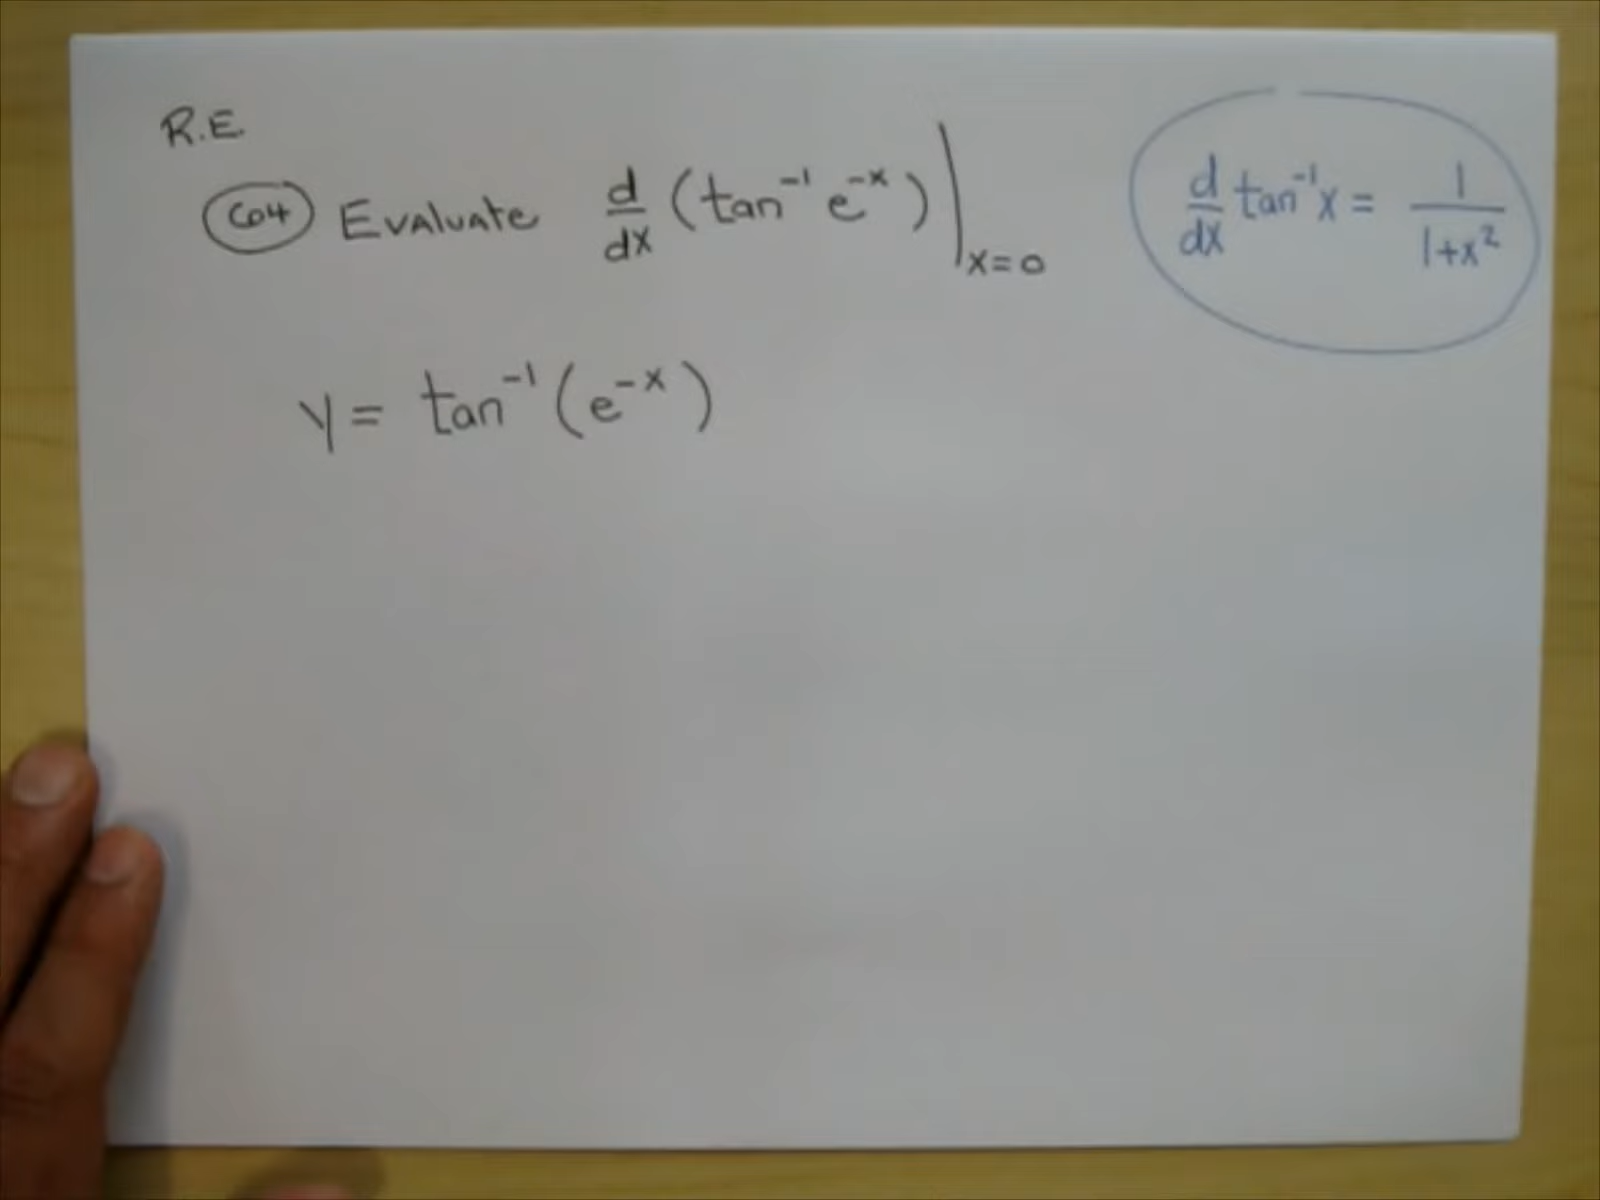 R.E.
C04 Evaluate d/dx (tan⁻¹ e⁻ˣ) |ₓ₌₀
d/dx tan⁻¹x = 1/(1+x²)
y = tan⁻¹(e⁻ˣ)